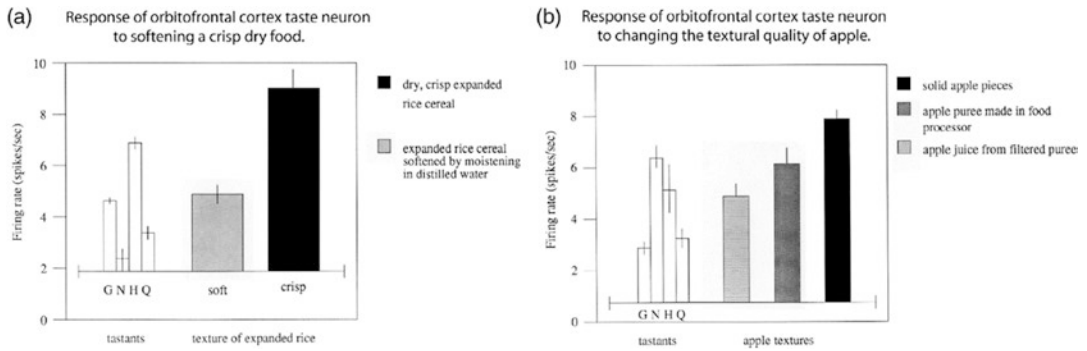 (a)
Response of orbitofrontal cortex taste neuron
to softening a crisp dry food.
10
8
6
4
2
0
Firing rate (spikes/sec)
G N H Q
soft
crisp
tastants
texture of expanded rice
dry, crisp expanded
rice cereal
expanded rice cereal
softened by moistening
in distilled water
(b)
Response of orbitofrontal cortex taste neuron
to changing the textural quality of apple.
10
8
6
4
2
0
Firing rate (spikes/sec)
G N H Q
tastants
apple textures
solid apple pieces
apple puree made in food
processor
apple juice from filtered puree